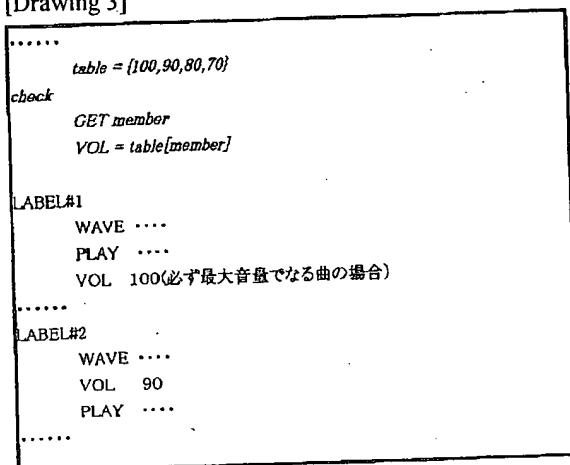 [Drawing 3]
......
table = {100,90,80,70}
check
GET member
VOL = table[member]
LABEL#1
WAVE ....
PLAY ....
VOL 100(必ず最大音量でなる曲の場合)
......
LABEL#2
WAVE ....
VOL 90
PLAY ....
......